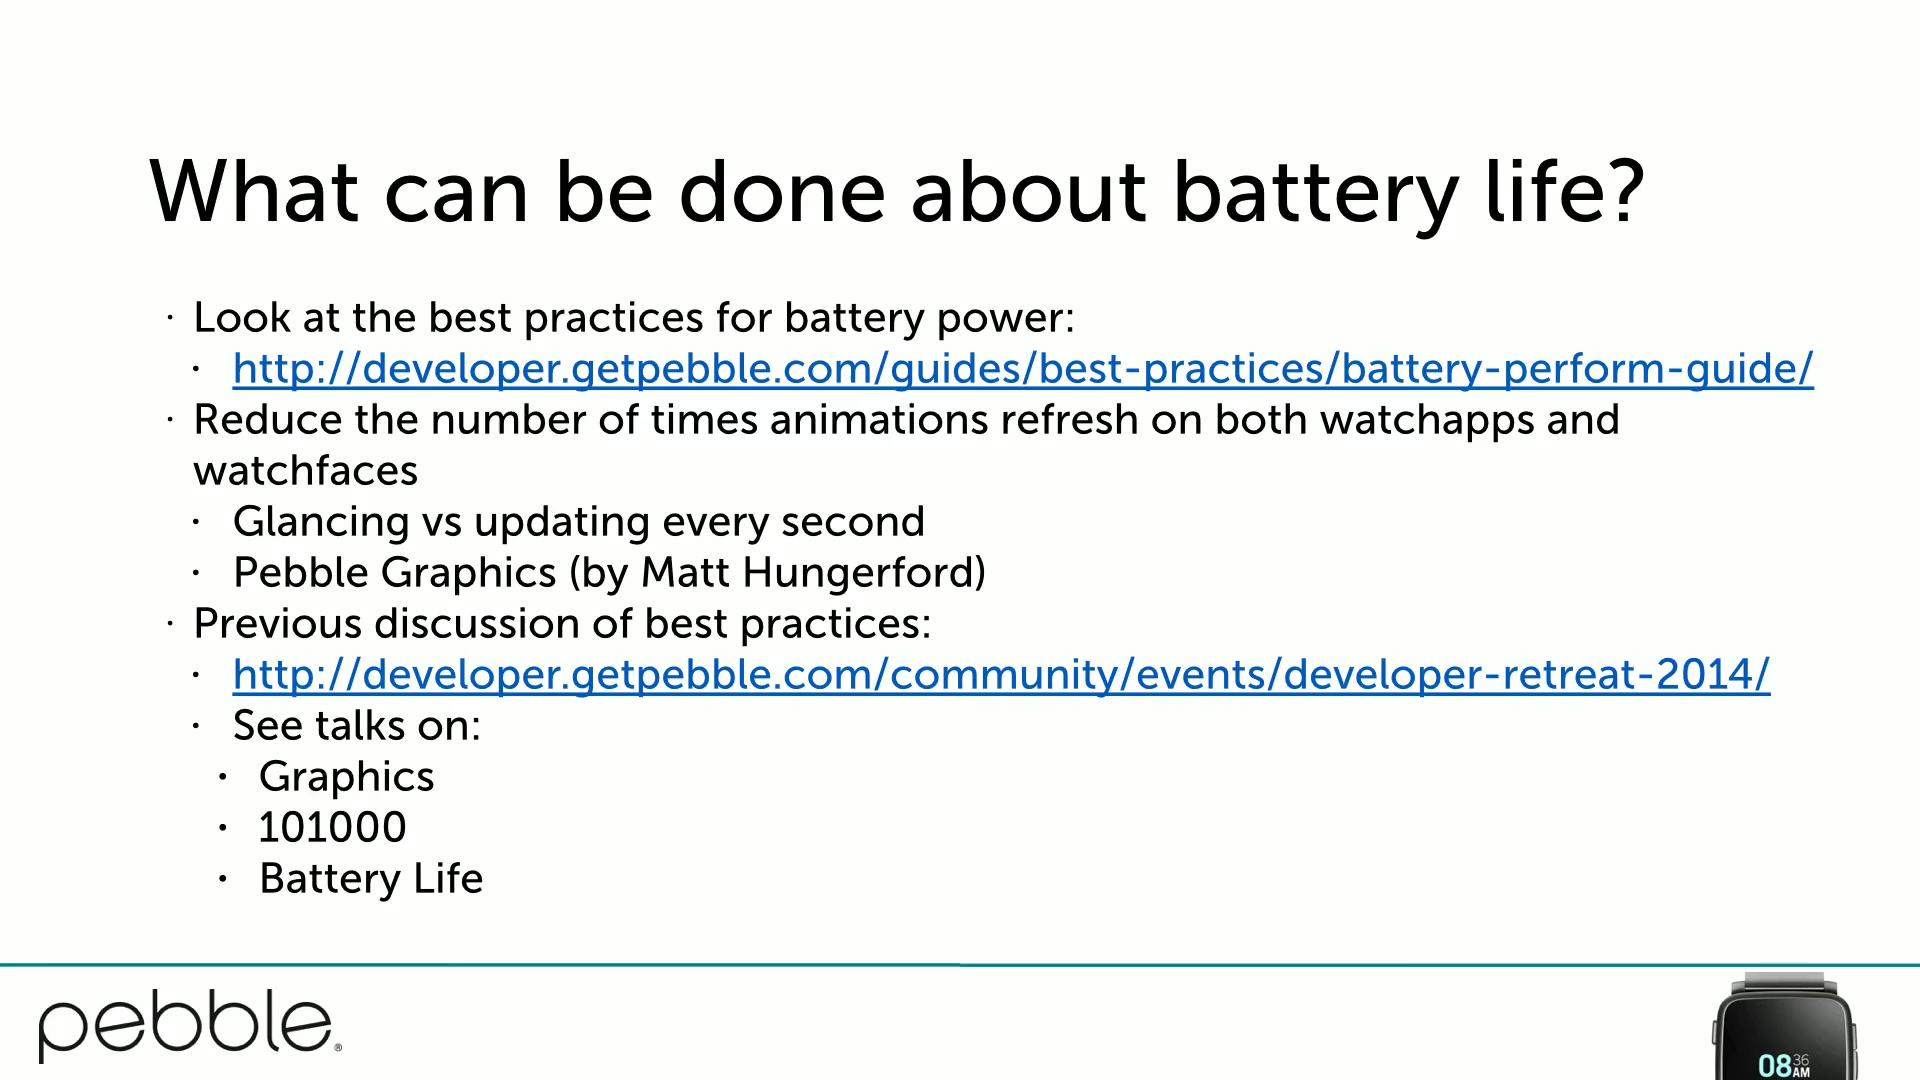 What can be done about battery life?
· Look at the best practices for battery power:
· http://developer.getpebble.com/guides/best-practices/battery-perform-guide/
· Reduce the number of times animations refresh on both watchapps and
watchfaces
· Glancing vs updating every second
· Pebble Graphics (by Matt Hungerford)
· Previous discussion of best practices:
· http://developer.getpebble.com/community/events/developer-retreat-2014/
· See talks on:
· Graphics
· 101000
· Battery Life
pebble®
08 36 AM